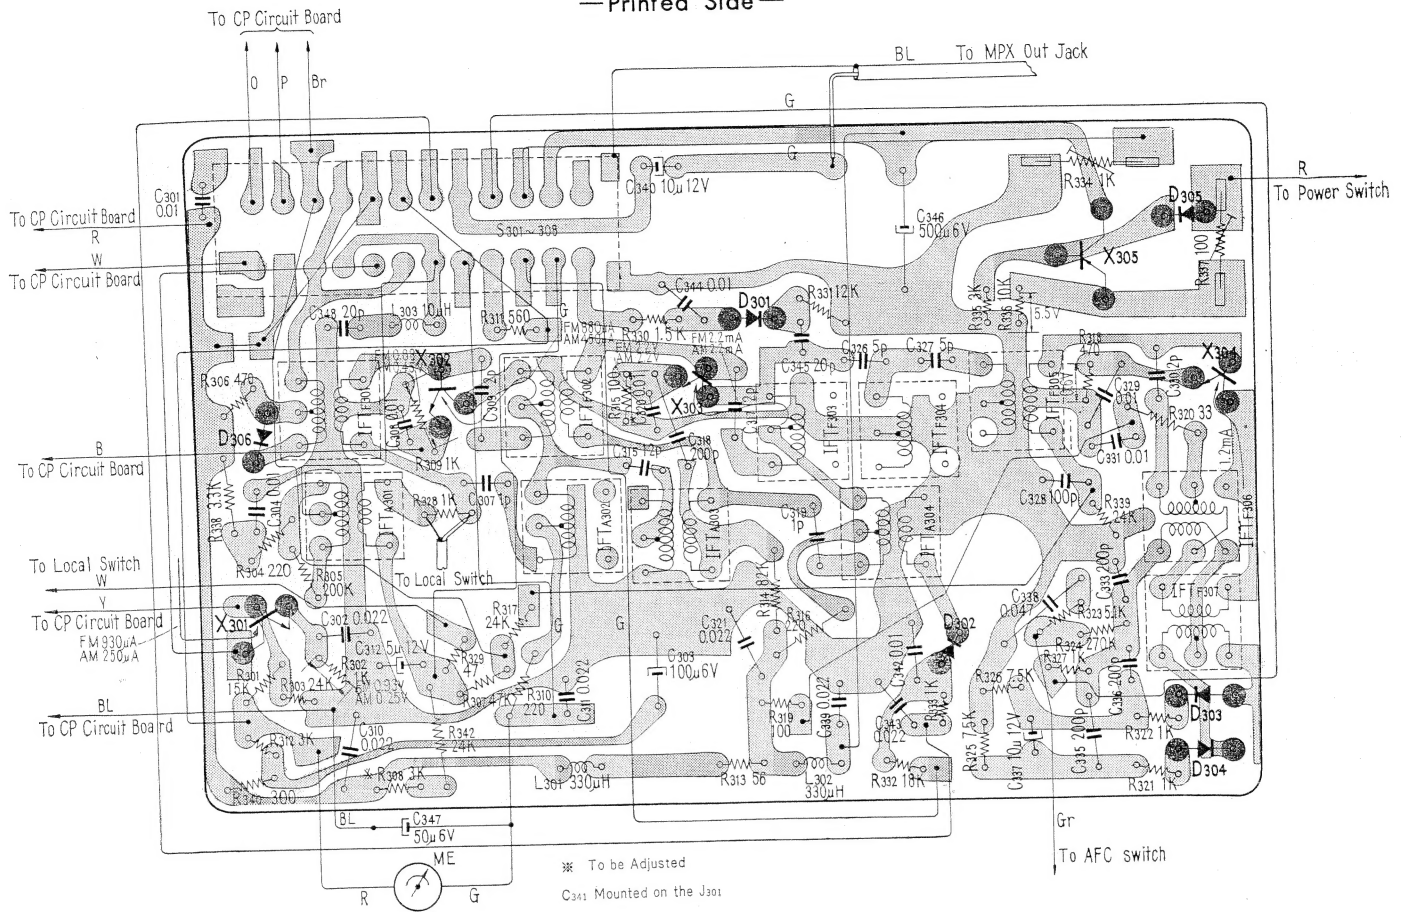 —Printed Side—
To CP Circuit Board
O P Br
BL To MPX Out Jack
G
G
C340 10μ 12V
R334 1K
R
To Power Switch
C301
0.01
To CP Circuit Board
R
W
To CP Circuit Board
S301~308
C346
500μ 6V
D305
X305
R337 100
C344 0.01
D301
R331 12K
R335 3K
R336 10K
5.5V
C348 20p
L303 10μH
R311 560
G
R330 1.5K
FM 2.2mA
AM 2.2mA
FM 2.2V
AM 2.2V
C345 20p
C326 5p
C327 5p
R318
470
X304
X302
R306 470
D306
IFT F301
R309 1K
IFT F302
R315 100
X303
C318
200p
IFT F303
IFT F304
IFT F305
C329
0.01
R320 33
C331 0.01
1.2mA
B
To CP Circuit Board
C315 12p
C328 100p
R338 3.3K
C304 0.01
IFT A301
R328 1K
C307 1p
IFT A302
IFT A303
C319
1p
IFT A304
R339
24K
IFT F306
R304 220
R305
200K
To Local Switch
To Local Switch
W
Y
To CP Circuit Board
FM 930μA
AM 250μA
X301
C302 0.022
C312 5μ 12V
R302
1K
FM 0.93V
AM 0.25V
R317
24K
G
G
R314 87K
R316
220
C321
0.022
C303
100μ 6V
D302
C342 0.01
C333 200p
C338
0.047
R323 5.1K
R324
270K
R327 1K
IFT F307
R301
15K
R303 24K
R329
47
R307 47K
R310
220
C311 0.022
R326 7.5K
C336 200p
D303
BL
To CP Circuit Board
R312 3K
C310
0.022
R342
24K
R319
100
C339 0.022
C343
0.022
R333 1K
R325 7.5K
C337 10μ 12V
C335 200p
R322 1K
D304
R340 300
※ R308 3K
L301 330μH
R313 56
L302
330μH
R332 18K
R321 1K
BL
C347
50μ 6V
Gr
To AFC switch
ME
R G
※ To be Adjusted
C341 Mounted on the J301